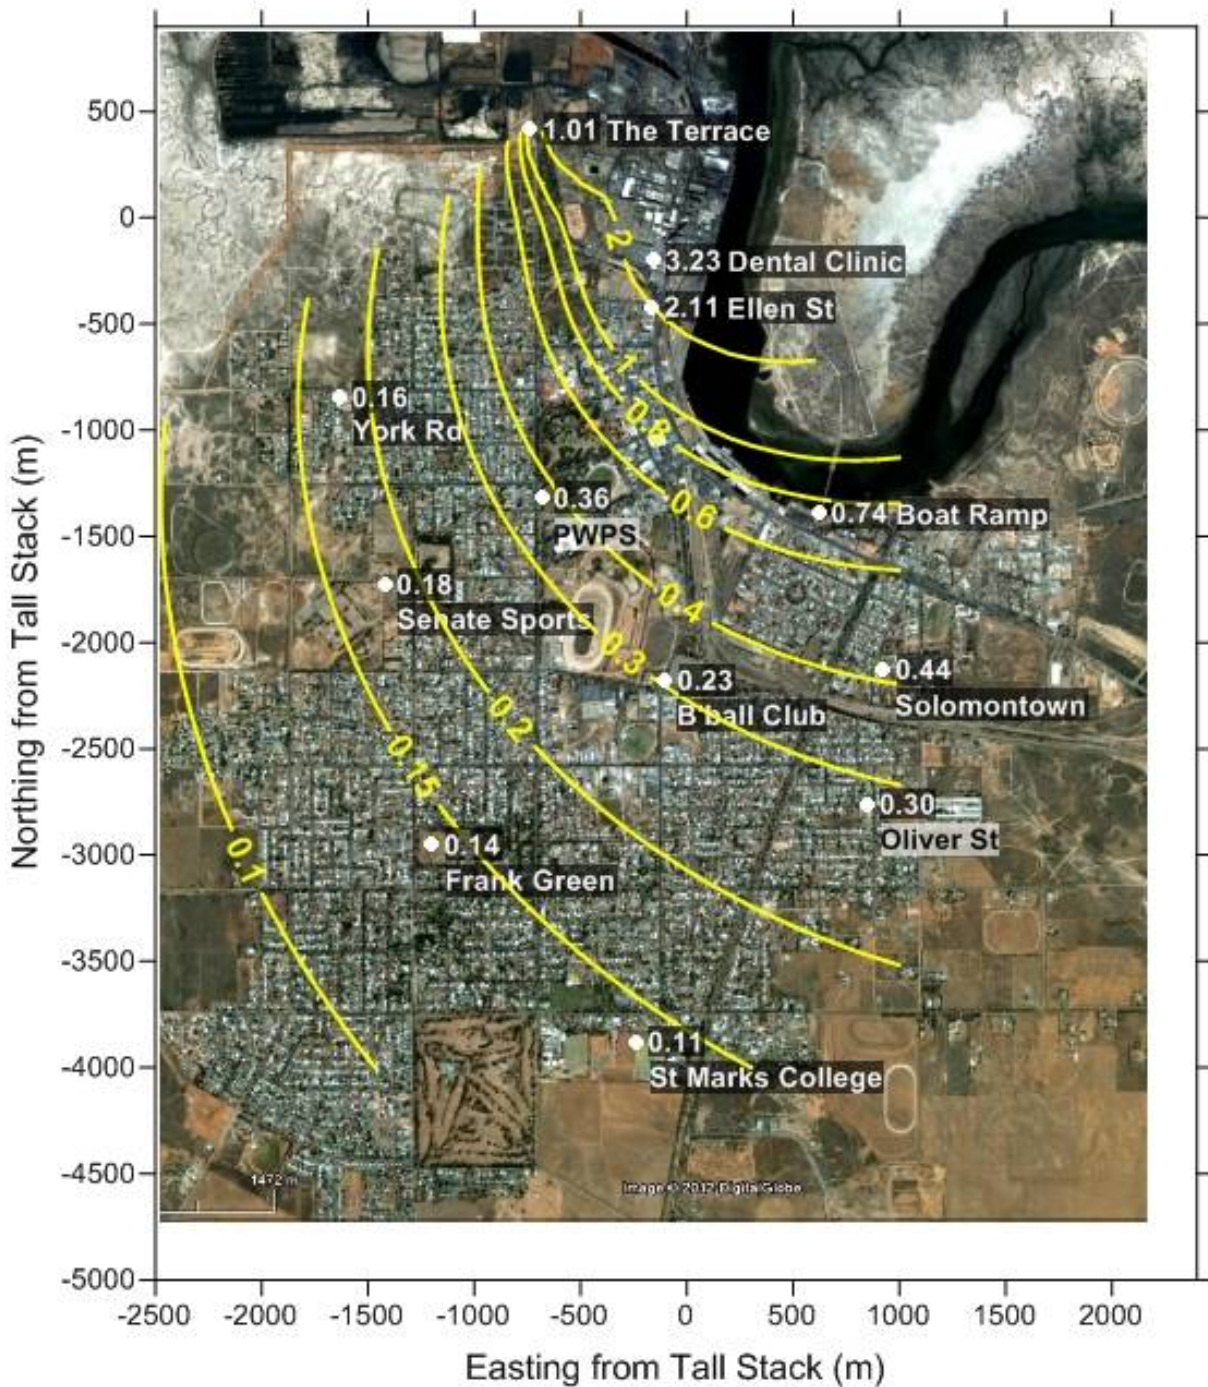 500
0
-500
-1000
-1500
-2000
-2500
-3000
-3500
-4000
-4500
-5000
Northing from Tall Stack (m)
1.01 The Terrace
2
3.23 Dental Clinic
2.11 Ellen St
1
0.16
York Rd
0.8
0.36
PWPS
0.6
0.74 Boat Ramp
0.18
Senate Sports
0.4
0.3
0.44
Solomontown
0.23
B'ball Club
0.2
0.15
0.30
Oliver St
0.1
0.14
Frank Green
0.11
St Marks College
1472 m
Image © 2012 DigitalGlobe
-2500 -2000 -1500 -1000 -500 0 500 1000 1500 2000
Easting from Tall Stack (m)